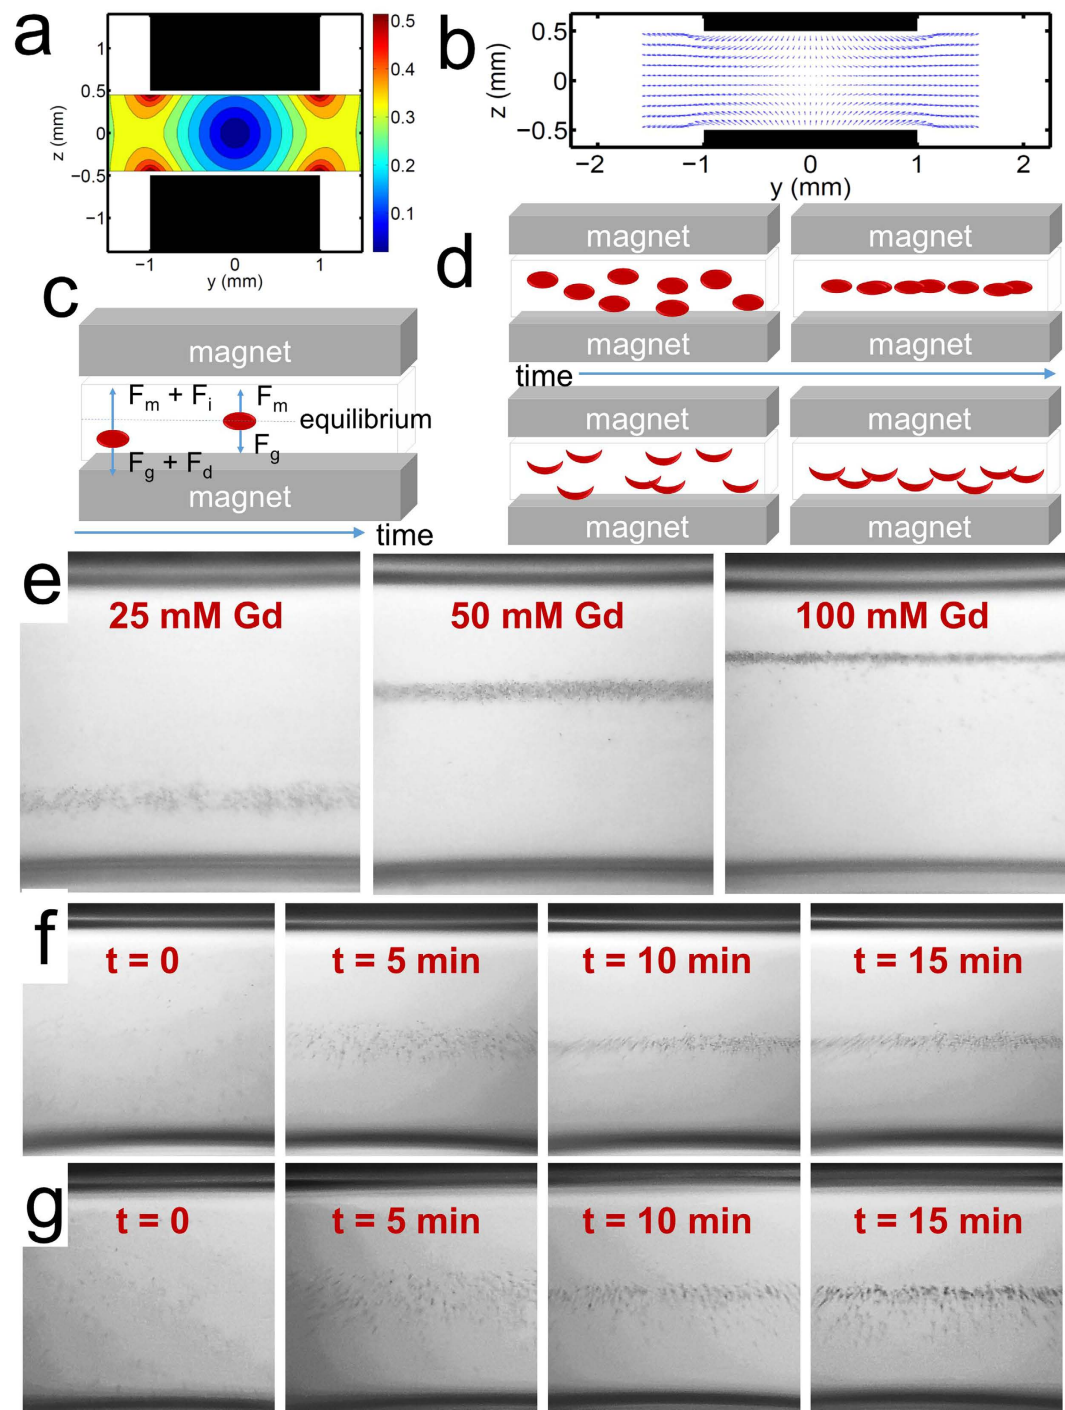 a
z (mm)
1
0.5
0
−0.5
−1
−1
0
1
y (mm)
0.5
0.4
0.3
0.2
0.1
b
z (mm)
0.5
0
−0.5
−2
−1
0
1
2
y (mm)
c
magnet
Fm + Fi
Fm
equilibrium
Fg + Fd
Fg
magnet
time
d
magnet
magnet
magnet
magnet
time
magnet
magnet
magnet
magnet
e
25 mM Gd
50 mM Gd
100 mM Gd
f
t = 0
t = 5 min
t = 10 min
t = 15 min
g
t = 0
t = 5 min
t = 10 min
t = 15 min